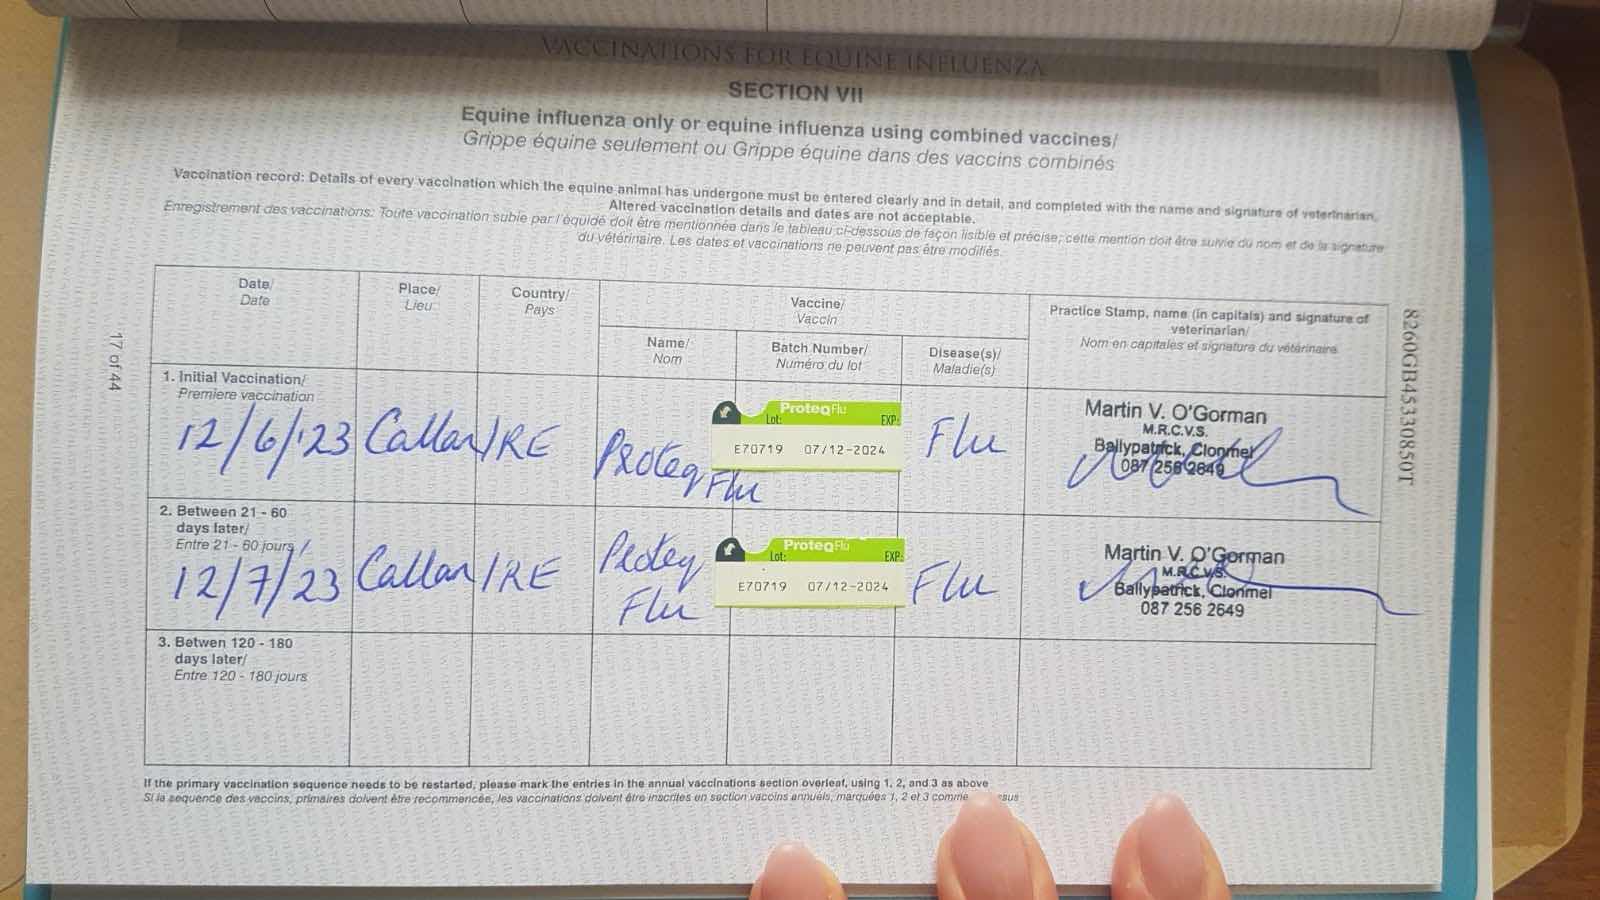 VACCINATIONS FOR EQUINE INFLUENZA
SECTION VII
Equine influenza only or equine influenza using combined vaccines/
Grippe équine seulement ou Grippe équine dans des vaccins combinés
Vaccination record: Details of every vaccination which the equine animal has undergone must be entered clearly and in detail, and completed with the name and signature of veterinarian.
Altered vaccination details and dates are not acceptable.
Enregistrement des vaccinations: Toute vaccination subie par l'équidé doit être mentionnée dans le tableau ci-dessous de façon lisible et précise; cette mention doit être suivie du nom et de la signature
du vétérinaire. Les dates et vaccinations ne peuvent pas être modifiés.
Date/
Date
Place/
Lieu
Country/
Pays
Vaccine/
Vaccin
Name/
Nom
Batch Number/
Numéro du lot
Disease(s)/
Maladie(s)
Practice Stamp, name (in capitals) and signature of
veterinarian/
Nom en capitales et signature du vétérinaire
1. Initial Vaccination/
Premiere vaccination
12/6/'23 Callan IRE Proteq Flu
ProteqFlu
Lot: EXP:
E70719 07/12-2024
Flu
Martin V. O'Gorman
M.R.C.V.S.
Ballypatrick, Clonmel
087 256 2649
2. Between 21 - 60
days later/
Entre 21 - 60 jours
12/7/23 Callan IRE Proteq
Flu
ProteqFlu
Lot: EXP:
E70719 07/12-2024
Flu
Martin V. O'Gorman
M.R.C.V.S.
Ballypatrick, Clonmel
087 256 2649
3. Betwen 120 - 180
days later/
Entre 120 - 180 jours
If the primary vaccination sequence needs to be restarted, please mark the entries in the annual vaccinations section overleaf, using 1, 2, and 3 as above
Si la sequence des vaccins, primaires doivent être recommencée, les vaccinations doivent être inscrites en section vaccins annuels, marquées 1, 2 et 3 comme
17 of 44
8260GB45330850T